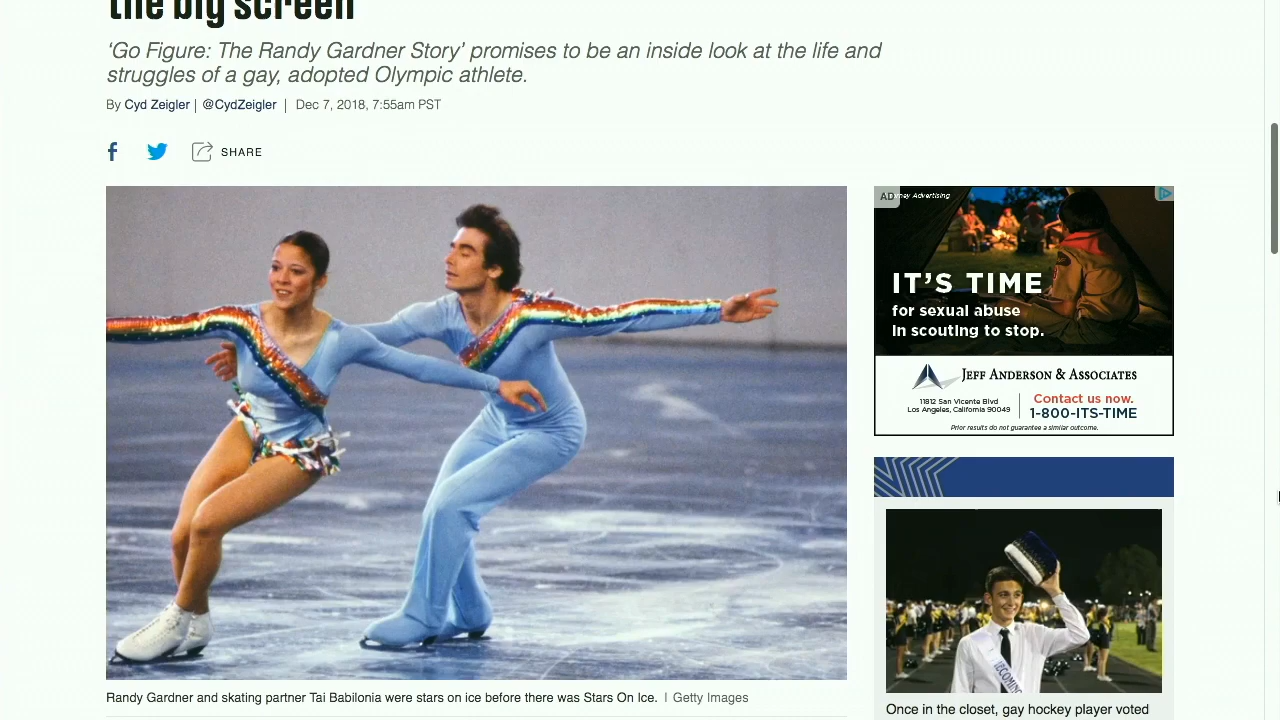 the big screen
'Go Figure: The Randy Gardner Story' promises to be an inside look at the life and
struggles of a gay, adopted Olympic athlete.
By Cyd Zeigler | @CydZeigler | Dec 7, 2018, 7:55am PST
SHARE
AD
Advertising
IT'S TIME
for sexual abuse
in scouting to stop.
JEFF ANDERSON & ASSOCIATES
11812 San Vicente Blvd
Los Angeles, California 90049
Contact us now.
1-800-ITS-TIME
Prior results do not guarantee a similar outcome.
Randy Gardner and skating partner Tai Babilonia were stars on ice before there was Stars On Ice. | Getty Images
Once in the closet, gay hockey player voted